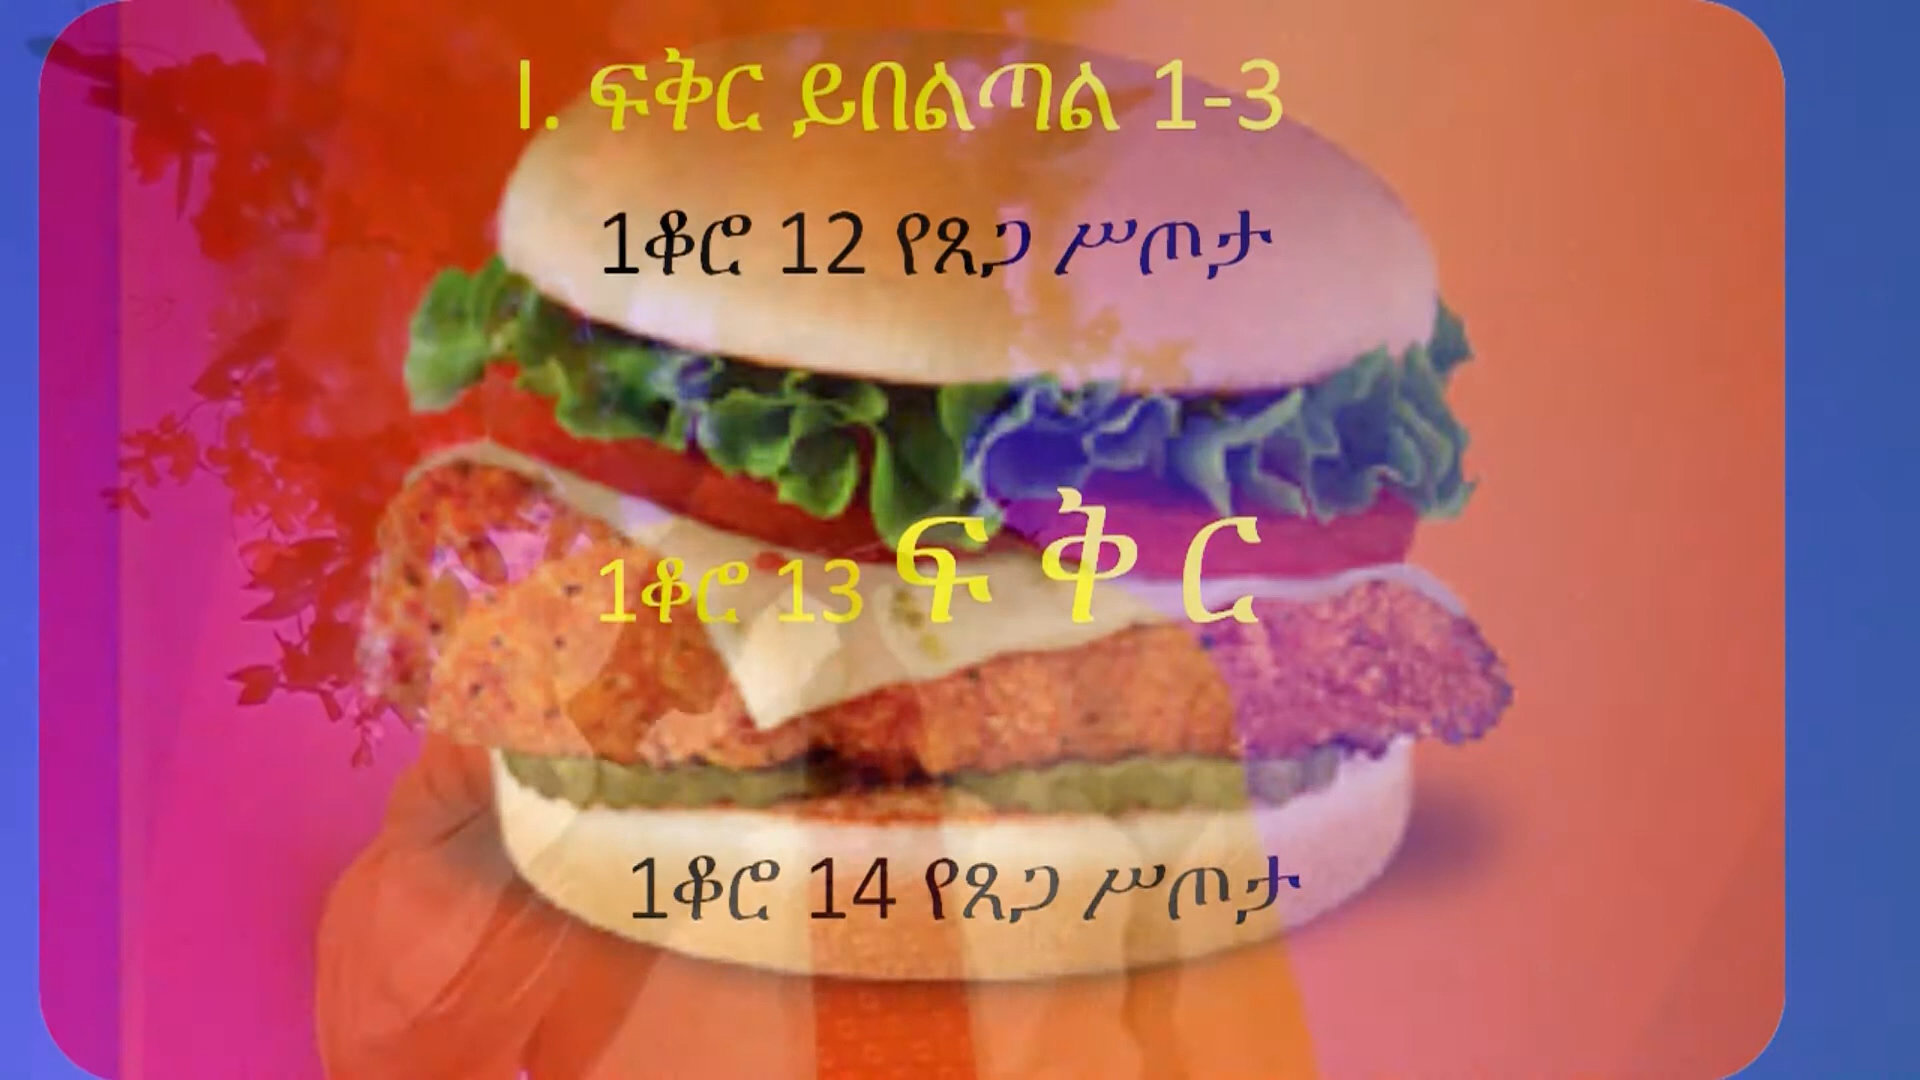 I. ፍቅር ይበልጣል 1-3
1ቆሮ 12 የጸጋ ሥጦታ
1ቆሮ 13 ፍ ቅ ር
1ቆሮ 14 የጸጋ ሥጦታ